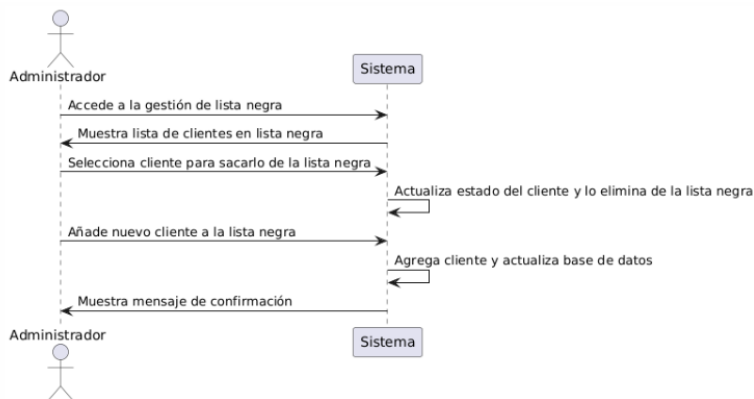 Administrador
Sistema
Accede a la gestión de lista negra
Muestra lista de clientes en lista negra
Selecciona cliente para sacarlo de la lista negra
Actualiza estado del cliente y lo elimina de la lista negra
Añade nuevo cliente a la lista negra
Agrega cliente y actualiza base de datos
Muestra mensaje de confirmación
Administrador
Sistema